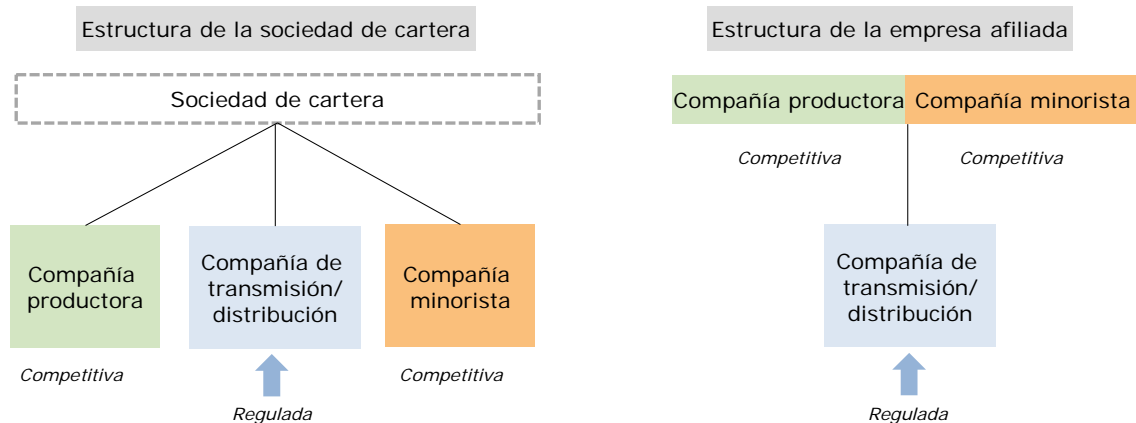 Estructura de la sociedad de cartera
Sociedad de cartera
Compañía
productora
Compañía de
transmisión/
distribución
Compañía
minorista
Competitiva
Competitiva
Regulada
Estructura de la empresa afiliada
Compañía productora
Compañía minorista
Competitiva
Competitiva
Compañía de
transmisión/
distribución
Regulada